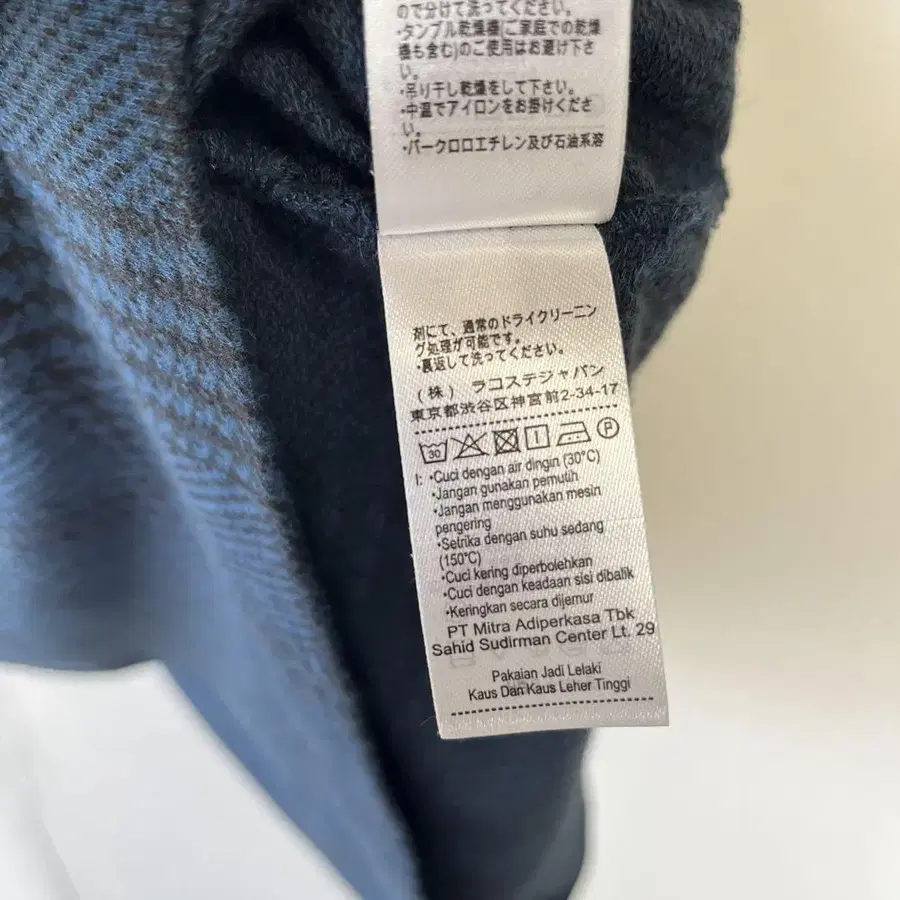 ので分けて洗ってください。
・タンブル乾燥機(ご家庭での乾燥
機も含む)のご使用はお避け下さ
い。
・吊り干し乾燥をして下さい。
・中温でアイロンをお掛けくださ
い。
・パークロロエチレン及び石油系溶
剤にて、通常のドライクリーニン
グ処理が可能です。
・裏返して洗ってください。
(株) ラコステジャパン
東京都渋谷区神宮前2-34-17
30 P
I: •Cuci dengan air dingin (30°C)
•Jangan gunakan pemutih
•Jangan menggunakan mesin
pengering
•Setrika dengan suhu sedang
(150°C)
•Cuci kering diperbolehkan
•Cuci dengan keadaan sisi dibalik
•Keringkan secara dijemur
PT Mitra Adiperkasa Tbk
Sahid Sudirman Center Lt. 29
Pakaian Jadi Lelaki
Kaus Dan Kaus Leher Tinggi